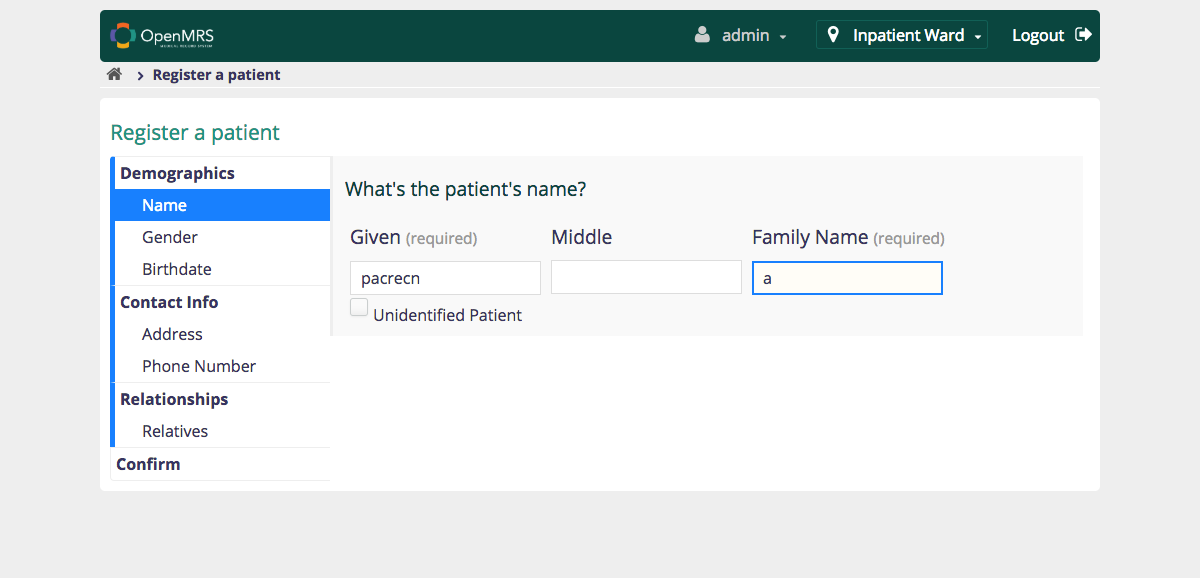 OpenMRS
MEDICAL RECORD SYSTEM
admin
Inpatient Ward
Logout
Register a patient
Register a patient
Demographics
Name
Gender
Birthdate
Contact Info
Address
Phone Number
Relationships
Relatives
Confirm
What's the patient's name?
Given (required) Middle Family Name (required)
pacrecn a
Unidentified Patient